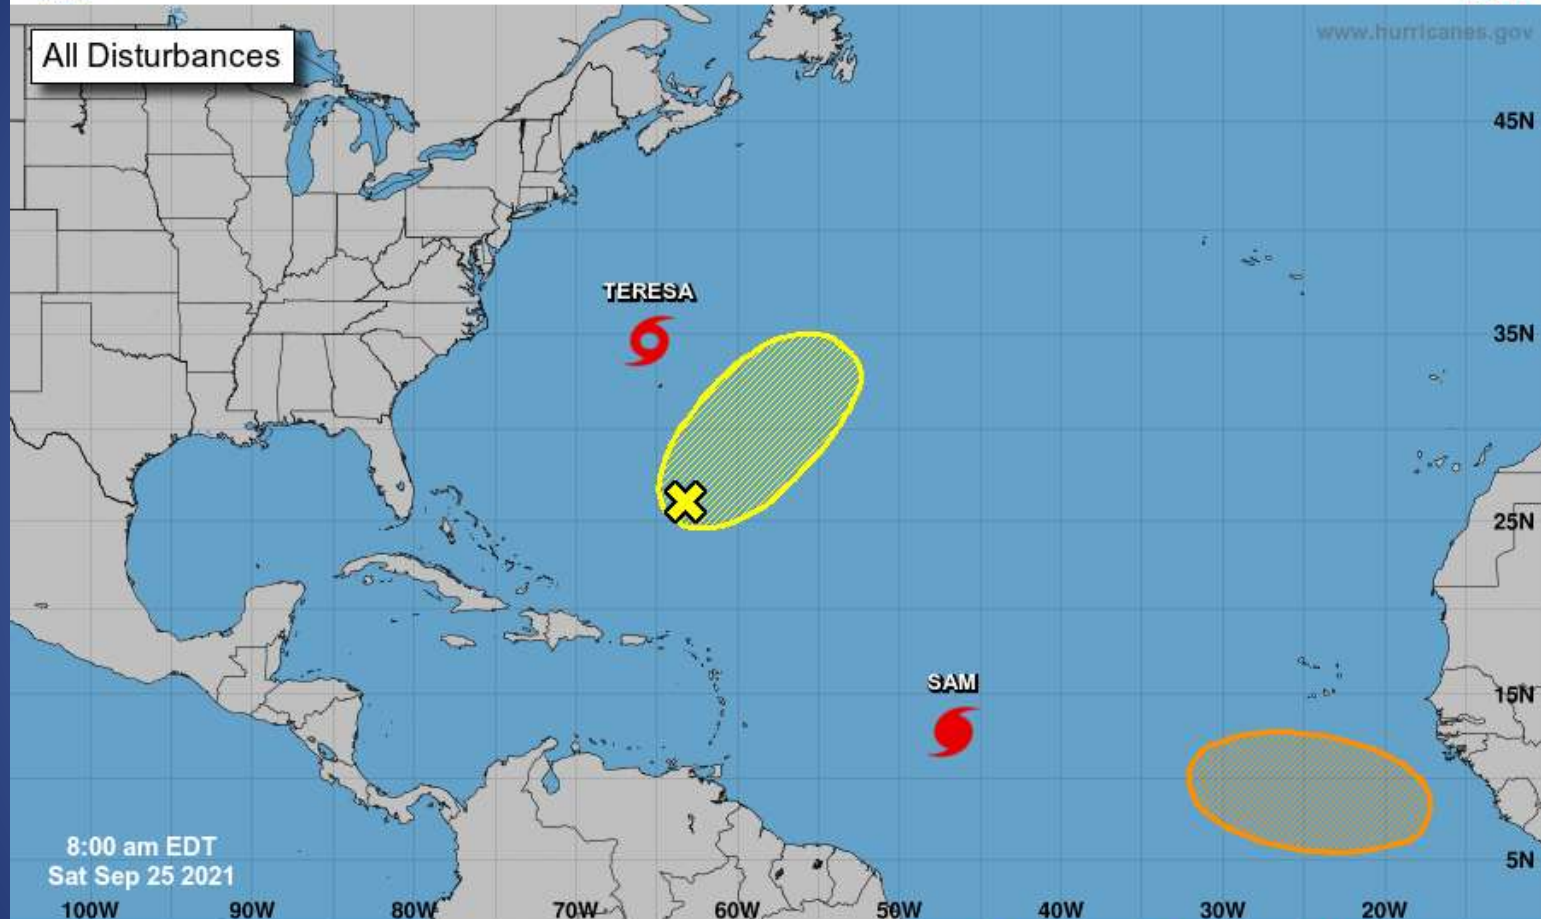 All Disturbances
www.hurricanes.gov
45N
TERESA
35N
25N
SAM
15N
8:00 am EDT
Sat Sep 25 2021
5N
100W 90W 80W 70W 60W 50W 40W 30W 20W